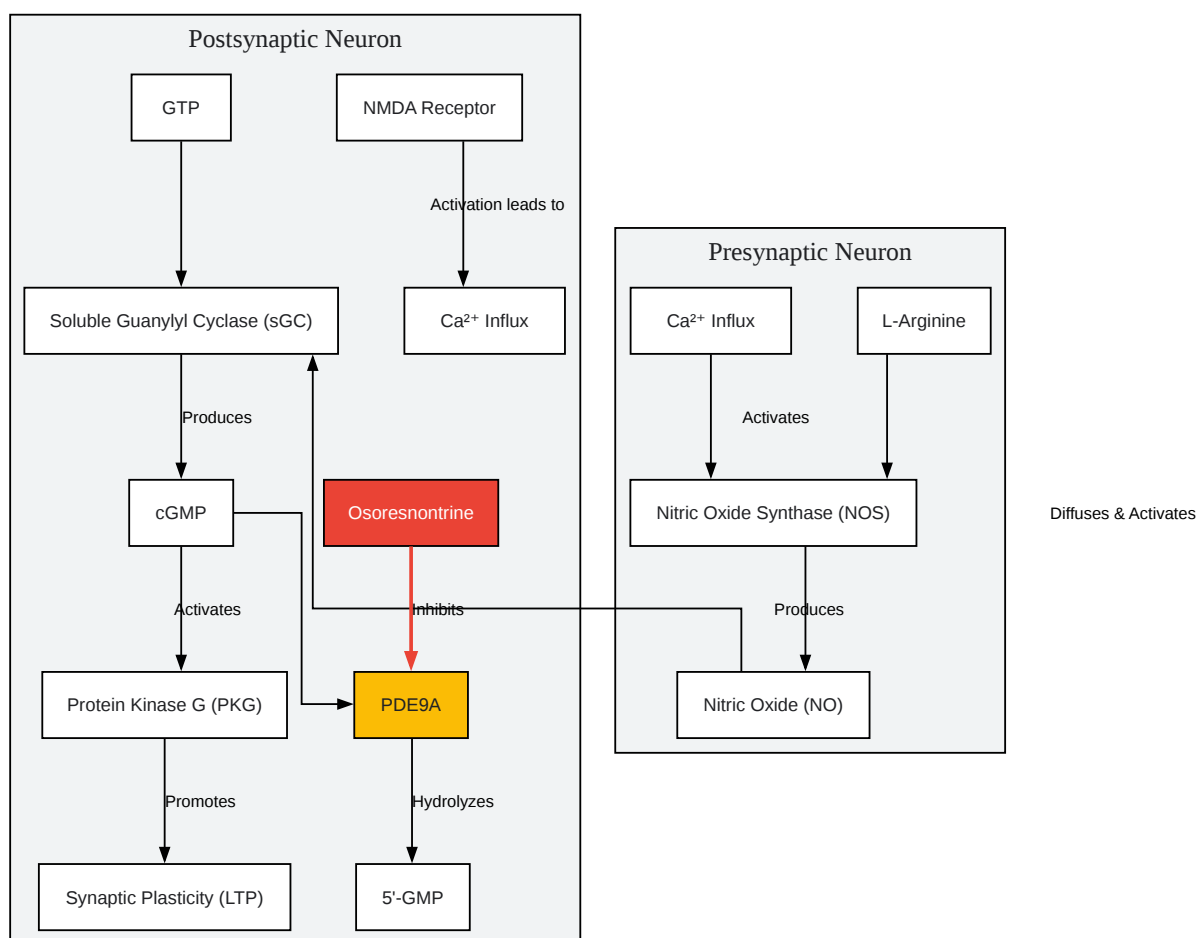 Postsynaptic Neuron
GTP
NMDA Receptor
Activation leads to
Presynaptic Neuron
Soluble Guanylyl Cyclase (sGC)
Ca²⁺ Influx
Ca²⁺ Influx
L-Arginine
Produces
Activates
cGMP
Osoresnontrine
Nitric Oxide Synthase (NOS)
Diffuses & Activates
Activates
Inhibits
Produces
Protein Kinase G (PKG)
PDE9A
Nitric Oxide (NO)
Promotes
Hydrolyzes
Synaptic Plasticity (LTP)
5'-GMP